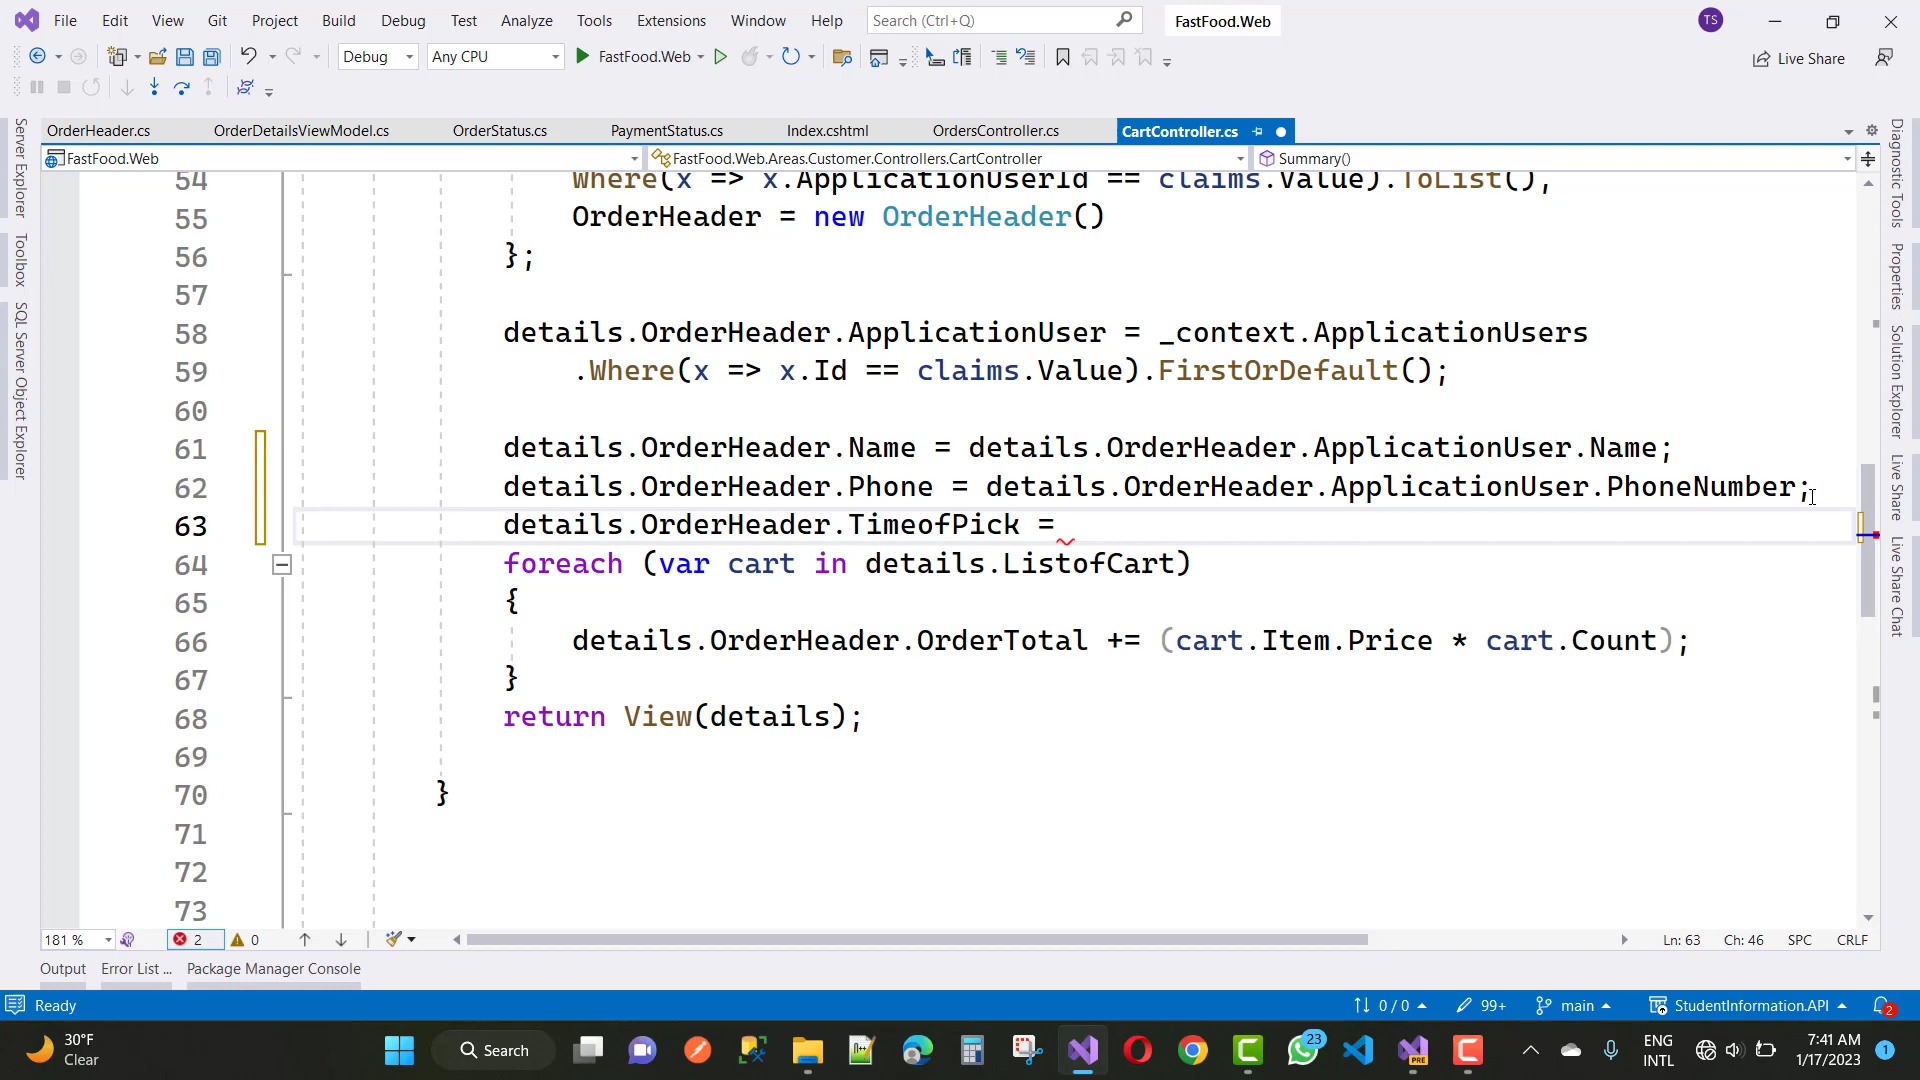 File Edit View Git Project Build Debug Test Analyze Tools Extensions Window Help Search (Ctrl+Q) FastFood.Web TS
Debug Any CPU FastFood.Web Live Share
OrderHeader.cs OrderDetailsViewModel.cs OrderStatus.cs PaymentStatus.cs Index.cshtml OrdersController.cs CartController.cs
FastFood.Web FastFood.Web.Areas.Customer.Controllers.CartController Summary()
Server Explorer
Toolbox
SQL Server Object Explorer
54 Where(x => x.ApplicationUserId == claims.Value).ToList(),
55 OrderHeader = new OrderHeader()
56 };
57
58 details.OrderHeader.ApplicationUser = _context.ApplicationUsers
59 .Where(x => x.Id == claims.Value).FirstOrDefault();
60
61 details.OrderHeader.Name = details.OrderHeader.ApplicationUser.Name;
62 details.OrderHeader.Phone = details.OrderHeader.ApplicationUser.PhoneNumber;
63 details.OrderHeader.TimeofPick =
64 foreach (var cart in details.ListofCart)
65 {
66 details.OrderHeader.OrderTotal += (cart.Item.Price * cart.Count);
67 }
68 return View(details);
69
70 }
71
72
73
Diagnostic Tools
Properties
Solution Explorer
Live Share
Live Share Chat
181 % 2 0 Ln: 63 Ch: 46 SPC CRLF
Output Error List ... Package Manager Console
Ready 0 / 0 99+ main StudentInformation.API 2
30°F
Clear
Search
23
PRE
ENG
INTL
7:41 AM
1/17/2023
1